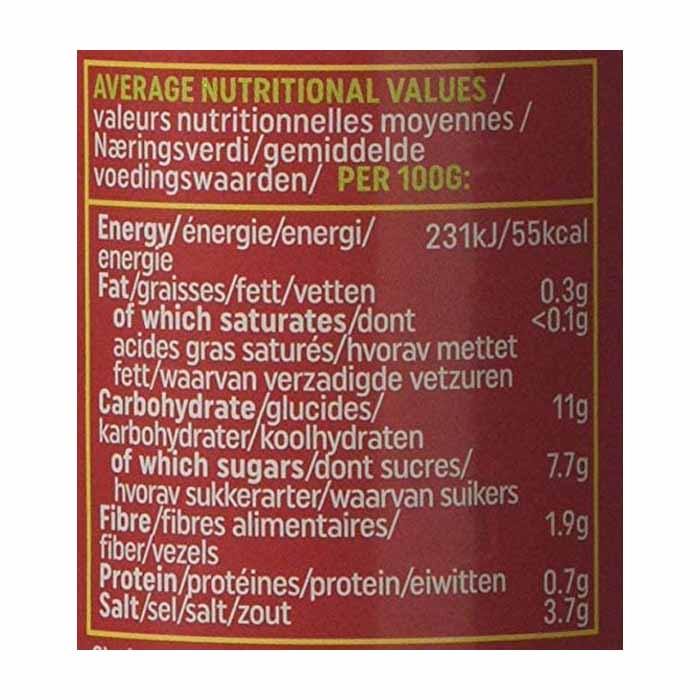 AVERAGE NUTRITIONAL VALUES /
valeurs nutritionnelles moyennes /
Næringsverdi/gemiddelde
voedingswaarden/ PER 100G:
Energy/énergie/energi/ 231kJ/55kcal
energie
Fat/graisses/fett/vetten 0.3g
of which saturates/dont <0.1g
acides gras saturés/hvorav mettet
fett/waarvan verzadigde vetzuren
Carbohydrate/glucides/ 11g
karbohydrater/koolhydraten
of which sugars/dont sucres/ 7.7g
hvorav sukkerarter/waarvan suikers
Fibre/fibres alimentaires/ 1.9g
fiber/vezels
Protein/protéines/protein/eiwitten 0.7g
Salt/sel/salt/zout 3.7g